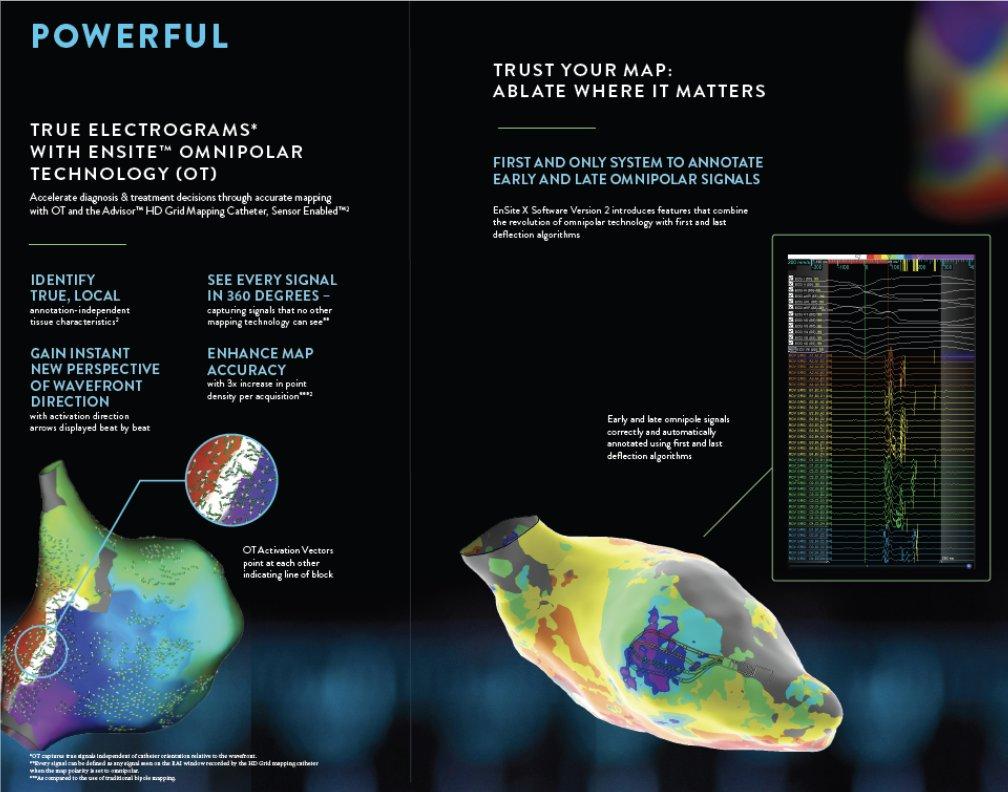 POWERFUL
TRUE ELECTROGRAMS*
WITH ENSITE™ OMNIPOLAR
TECHNOLOGY (OT)
Accelerate diagnosis & treatment decisions through accurate mapping
with OT and the Advisor™ HD Grid Mapping Catheter, Sensor Enabled™²
IDENTIFY
TRUE, LOCAL
annotation-independent
tissue characteristics²
SEE EVERY SIGNAL
IN 360 DEGREES –
capturing signals that no other
mapping technology can see**
GAIN INSTANT
NEW PERSPECTIVE
OF WAVEFRONT
DIRECTION
with activation direction
arrows displayed beat by beat
ENHANCE MAP
ACCURACY
with 3x increase in point
density per acquisition***²
OT Activation Vectors
point at each other
indicating line of block
*OT captures true signals independent of catheter orientation relative to the wavefront.
**Every signal can be defined as any signal seen on the RAI window recorded by the HD Grid mapping catheter
when the map polarity is set to omnipolar.
***As compared to the use of traditional bipole mapping.
TRUST YOUR MAP:
ABLATE WHERE IT MATTERS
FIRST AND ONLY SYSTEM TO ANNOTATE
EARLY AND LATE OMNIPOLAR SIGNALS
EnSite X Software Version 2 introduces features that combine
the revolution of omnipolar technology with first and last
deflection algorithms
Early and late omnipole signals
correctly and automatically
annotated using first and last
deflection algorithms